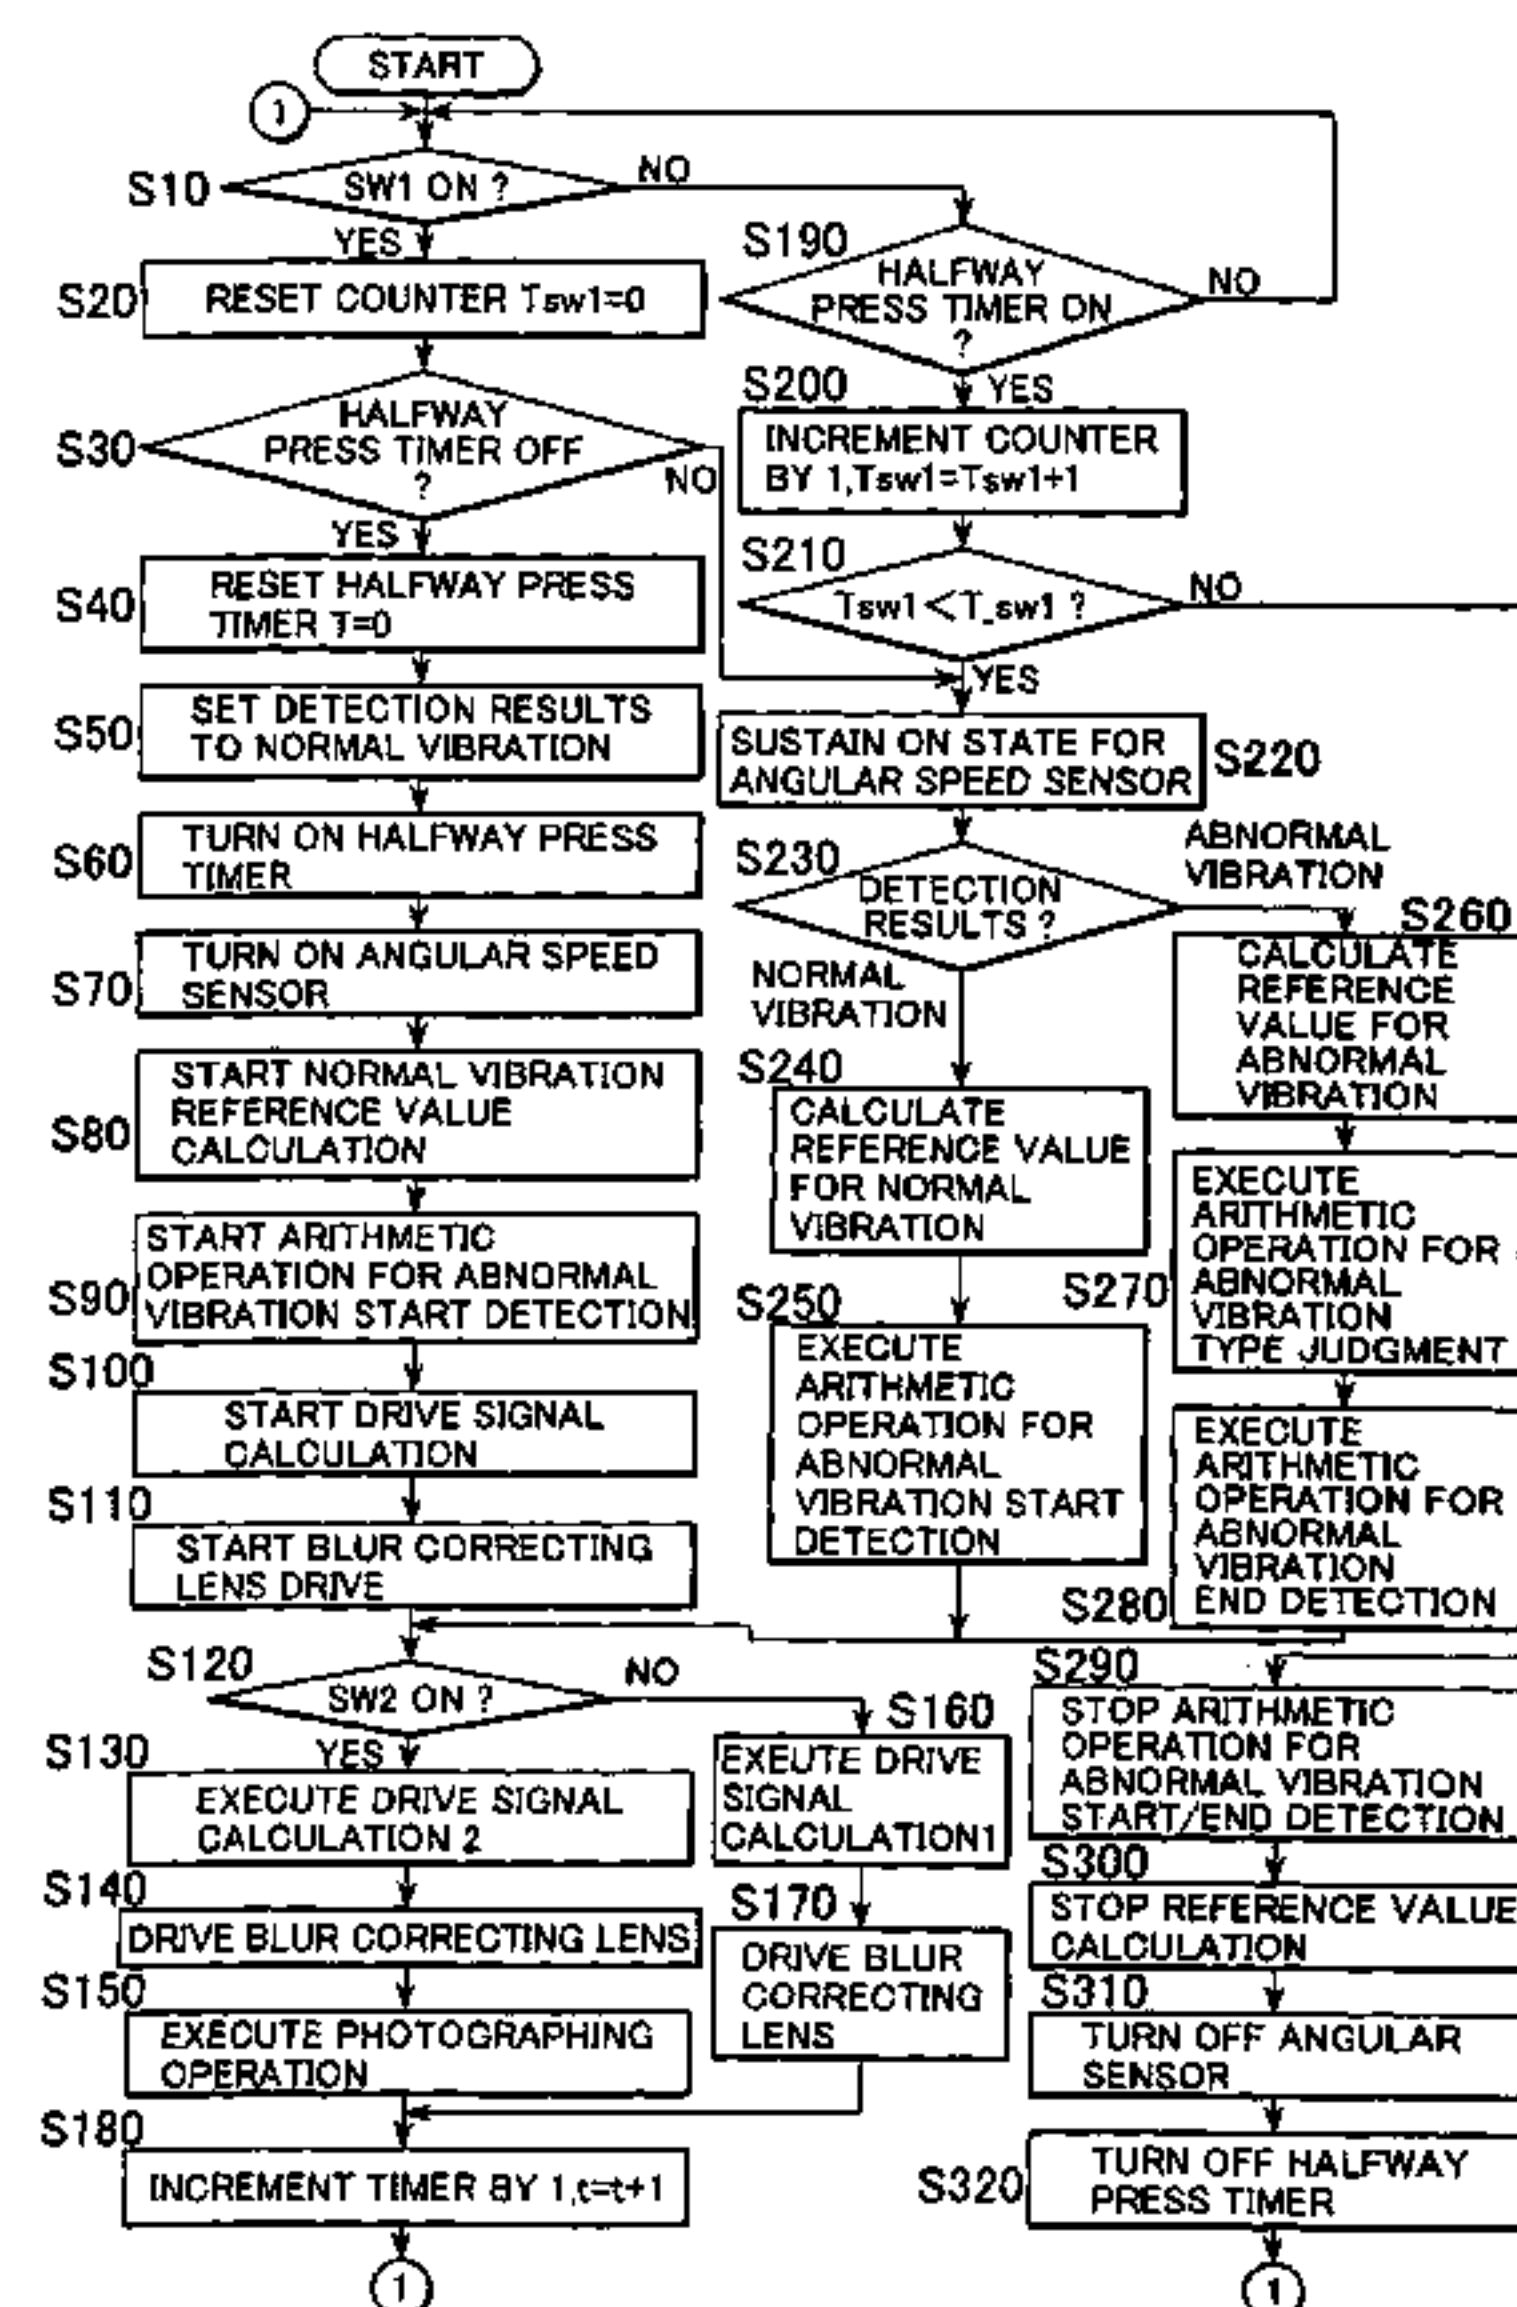 START
1
S10
SW1 ON ?
NO
YES
S20
RESET COUNTER Tsw1=0
S30
HALFWAY
PRESS TIMER OFF
?
NO
YES
S40
RESET HALFWAY PRESS
TIMER T=0
S50
SET DETECTION RESULTS
TO NORMAL VIBRATION
S60
TURN ON HALFWAY PRESS
TIMER
S70
TURN ON ANGULAR SPEED
SENSOR
S80
START NORMAL VIBRATION
REFERENCE VALUE
CALCULATION
S90
START ARITHMETIC
OPERATION FOR ABNORMAL
VIBRATION START DETECTION
S100
START DRIVE SIGNAL
CALCULATION
S110
START BLUR CORRECTING
LENS DRIVE
S120
SW2 ON ?
NO
YES
S130
EXECUTE DRIVE SIGNAL
CALCULATION 2
S140
DRIVE BLUR CORRECTING LENS
S150
EXECUTE PHOTOGRAPHING
OPERATION
S160
EXEUTE DRIVE
SIGNAL
CALCULATION1
S170
DRIVE BLUR
CORRECTING
LENS
S180
INCREMENT TIMER BY 1,t=t+1
1
S190
HALFWAY
PRESS TIMER ON
?
NO
YES
S200
INCREMENT COUNTER
BY 1,Tsw1=Tsw1+1
S210
Tsw1<T_sw1 ?
NO
YES
SUSTAIN ON STATE FOR
ANGULAR SPEED SENSOR
S220
S230
DETECTION
RESULTS ?
ABNORMAL
VIBRATION
NORMAL
VIBRATION
S240
CALCULATE
REFERENCE VALUE
FOR NORMAL
VIBRATION
S250
EXECUTE
ARITHMETIC
OPERATION FOR
ABNORMAL
VIBRATION START
DETECTION
S260
CALCULATE
REFERENCE
VALUE FOR
ABNORMAL
VIBRATION
S270
EXECUTE
ARITHMETIC
OPERATION FOR
ABNORMAL
VIBRATION
TYPE JUDGMENT
S280
EXECUTE
ARITHMETIC
OPERATION FOR
ABNORMAL
VIBRATION
END DETECTION
S290
STOP ARITHMETIC
OPERATION FOR
ABNORMAL VIBRATION
START/END DETECTION
S300
STOP REFERENCE VALUE
CALCULATION
S310
TURN OFF ANGULAR
SENSOR
S320
TURN OFF HALFWAY
PRESS TIMER
1